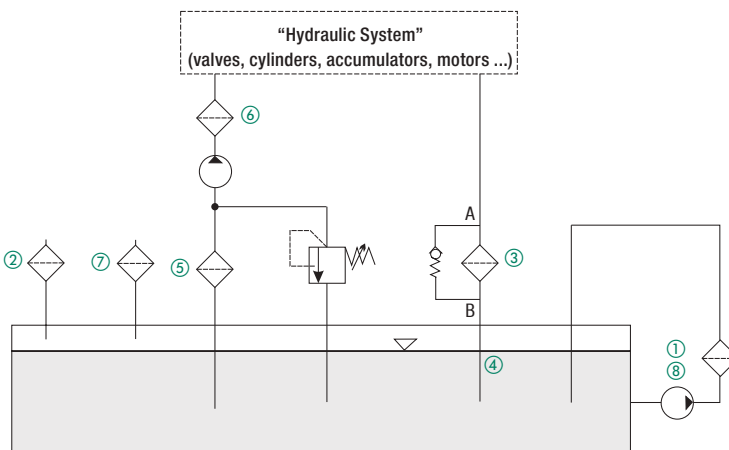 “Hydraulic System”
(valves, cylinders, accumulators, motors ...)
⑥
A
② ⑦ ⑤ ③
B
①
④
⑧